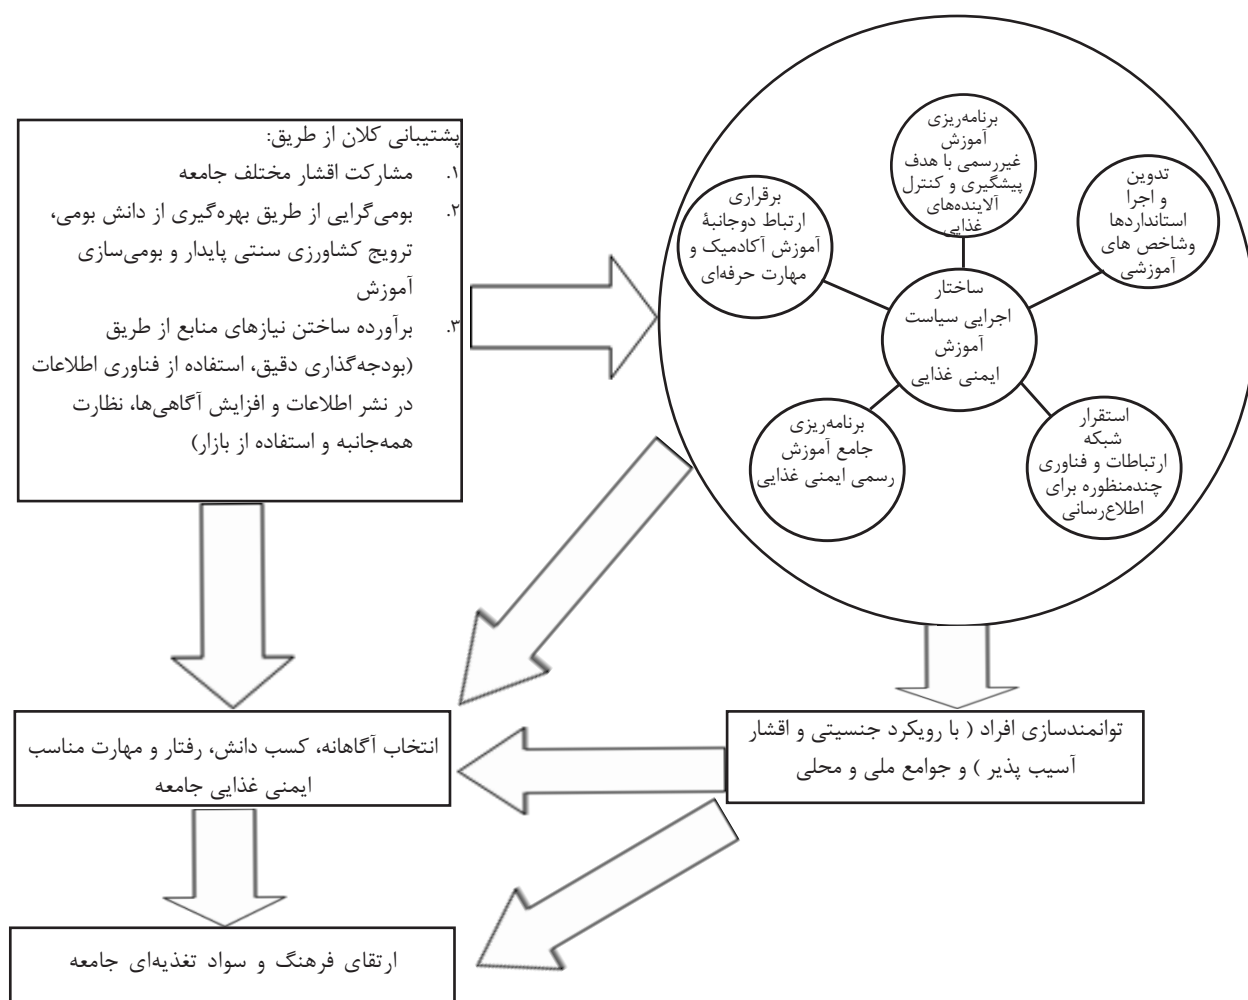 پشتیبانی کلان از طریق:
۱. مشارکت اقشار مختلف جامعه
۲. بومی‌گرایی از طریق بهره‌گیری از دانش بومی،
ترویج کشاورزی سنتی پایدار و بومی‌سازی
آموزش
۳. برآورده ساختن نیازهای منابع از طریق
(بودجه‌گذاری دقیق، استفاده از فناوری اطلاعات
در نشر اطلاعات و افزایش آگاهی‌ها، نظارت
همه‌جانبه و استفاده از بازار)
برنامه‌ریزی
آموزش
غیررسمی با هدف
پیشگیری و کنترل
آلاینده‌های
غذایی
تدوین
و اجرا
استانداردها
وشاخص های
آموزشی
برقراری
ارتباط دوجانبهٔ
آموزش آکادمیک و
مهارت حرفه‌ای
ساختار
اجرایی سیاست
آموزش
ایمنی غذایی
استقرار
شبکه
ارتباطات و فناوری
چندمنظوره برای
اطلاع‌رسانی
برنامه‌ریزی
جامع آموزش
رسمی ایمنی غذایی
توانمندسازی افراد ( با رویکرد جنسیتی و اقشار
آسیب پذیر ) و جوامع ملی و محلی
انتخاب آگاهانه، کسب دانش، رفتار و مهارت مناسب
ایمنی غذایی جامعه
ارتقای فرهنگ و سواد تغذیه‌ای جامعه